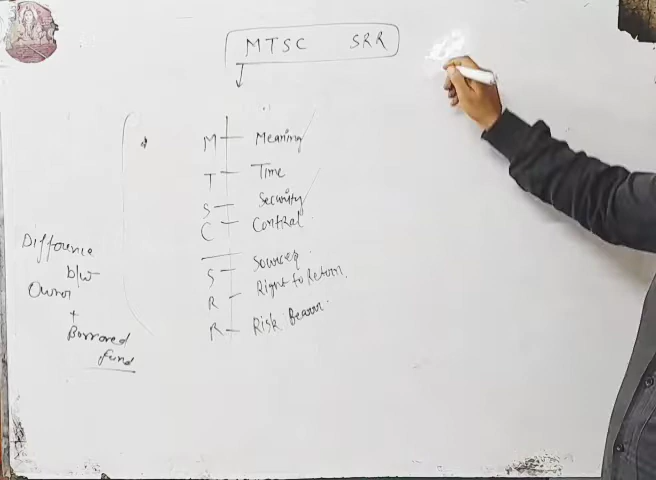 MTSC SRR
M Meaning
T Time
S Security
C Control
S Sources
R Right to Return.
R Risk Bearer
Difference
b/w
Owner
+
Borrowed
fund